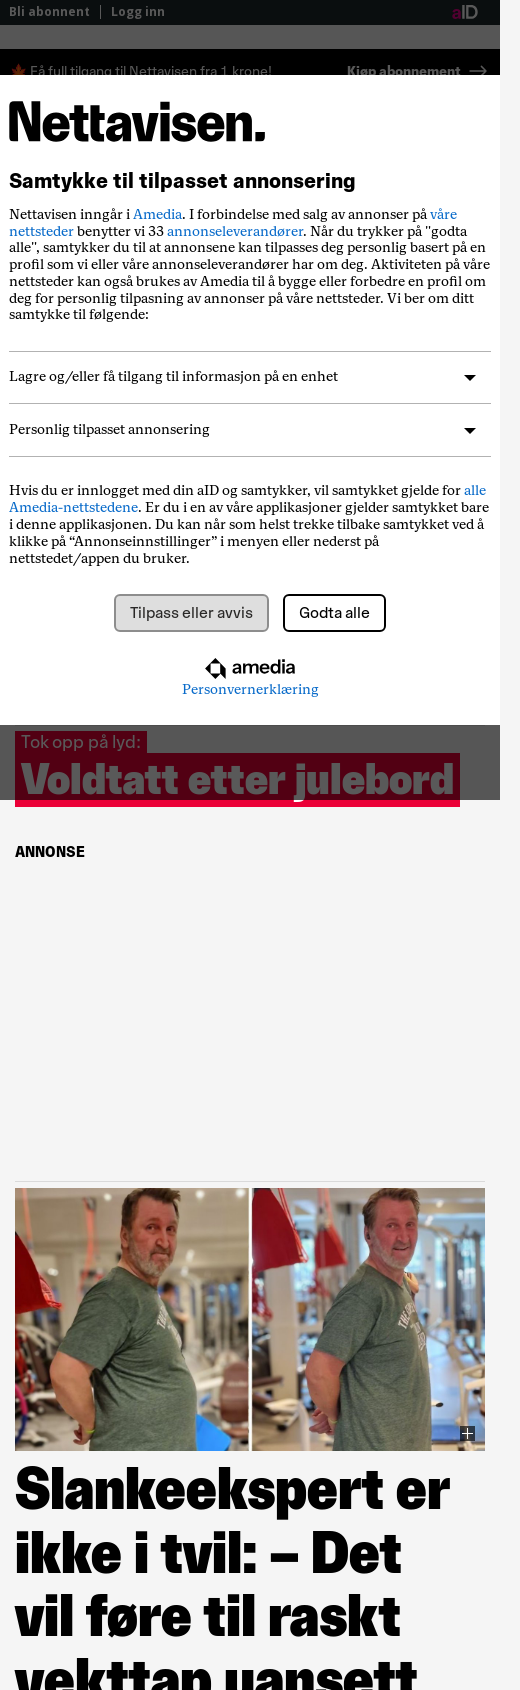 Bli abonnent | Logg inn
aID
🍁 Få full tilgang til Nettavisen fra 1 krone!
Kjøp abonnement →
Nettavisen.
Samtykke til tilpasset annonsering
Nettavisen inngår i Amedia. I forbindelse med salg av annonser på våre
nettsteder benytter vi 33 annonseleverandører. Når du trykker på "godta
alle", samtykker du til at annonsene kan tilpasses deg personlig basert på en
profil som vi eller våre annonseleverandører har om deg. Aktiviteten på våre
nettsteder kan også brukes av Amedia til å bygge eller forbedre en profil om
deg for personlig tilpasning av annonser på våre nettsteder. Vi ber om ditt
samtykke til følgende:
Lagre og/eller få tilgang til informasjon på en enhet
Personlig tilpasset annonsering
Hvis du er innlogget med din aID og samtykker, vil samtykket gjelde for alle
Amedia-nettstedene. Er du i en av våre applikasjoner gjelder samtykket bare
i denne applikasjonen. Du kan når som helst trekke tilbake samtykket ved å
klikke på “Annonseinnstillinger” i menyen eller nederst på
nettstedet/appen du bruker.
Tilpass eller avvis
Godta alle
amedia
Personvernerklæring
Tok opp på lyd:
Voldtatt etter julebord
ANNONSE
Slankeekspert er
ikke i tvil: – Det
vil føre til raskt
vekttap uansett